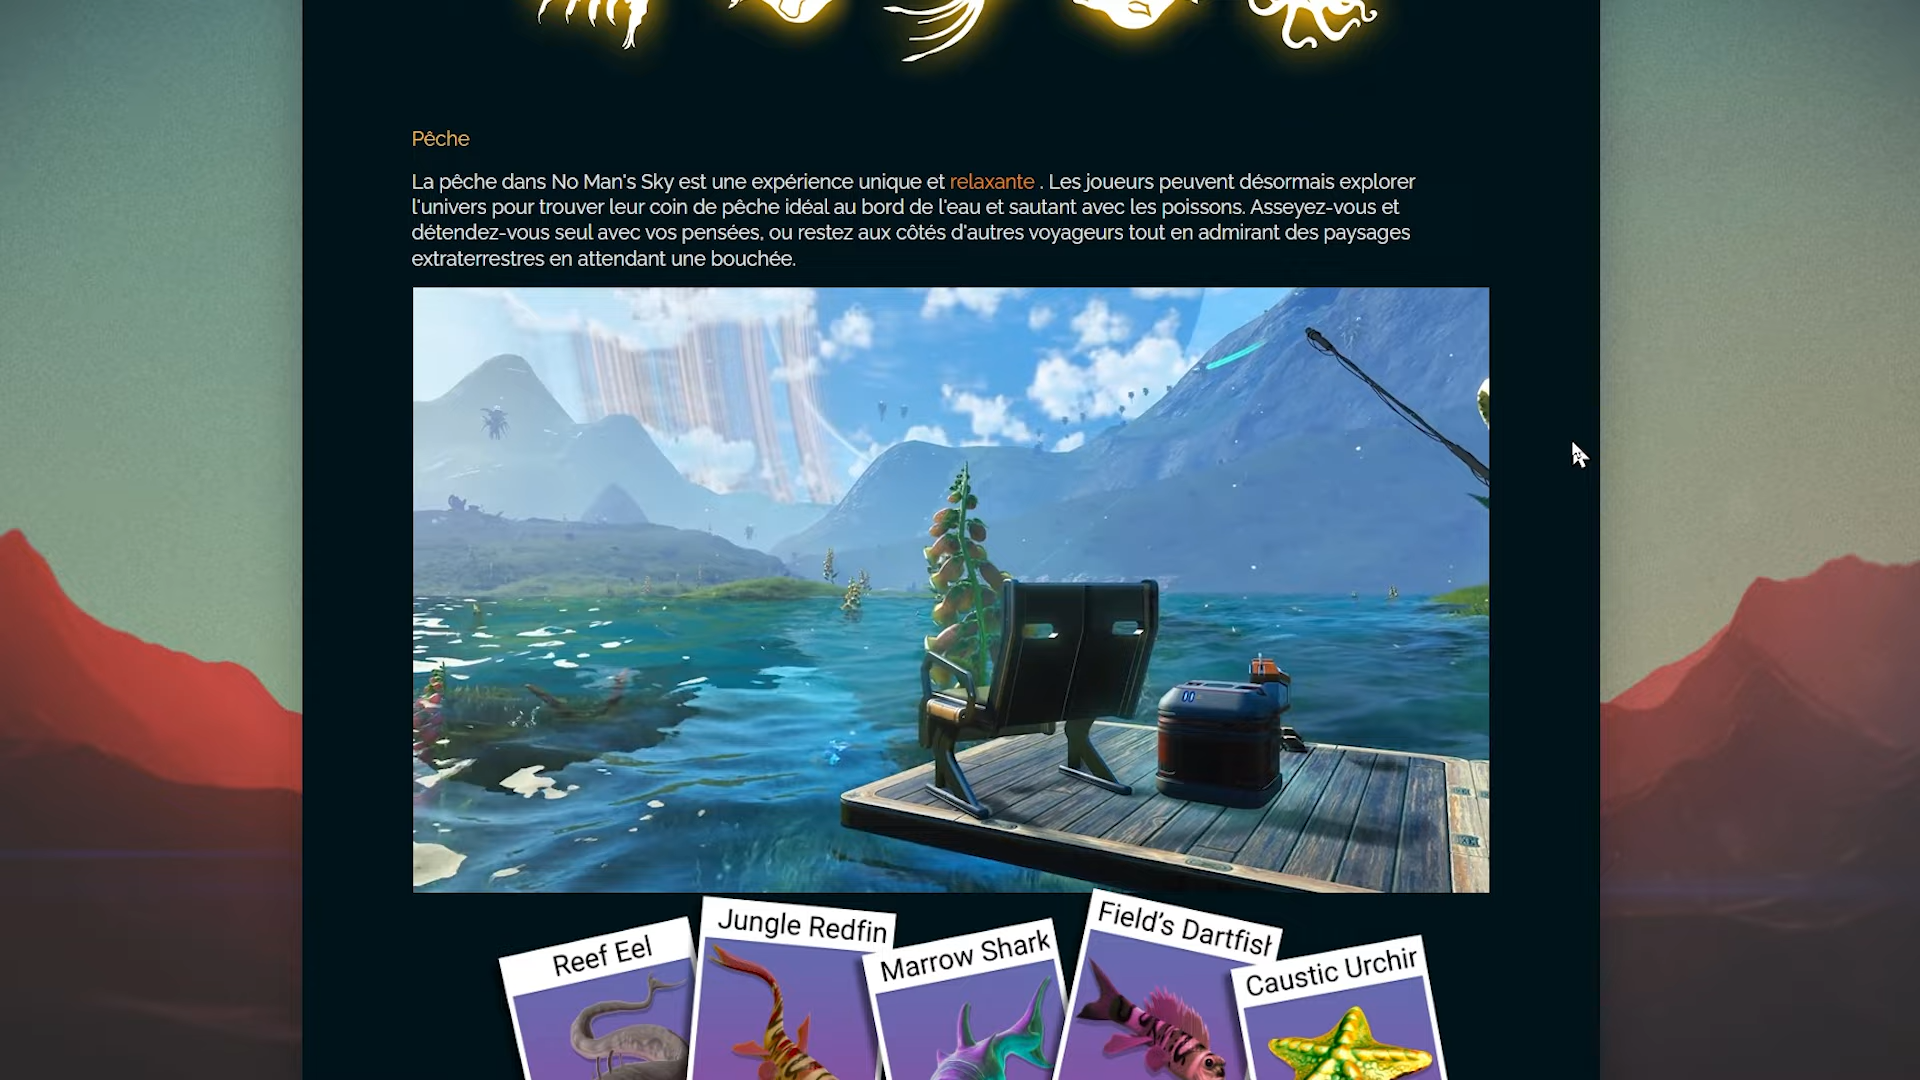 Pêche
La pêche dans No Man's Sky est une expérience unique et relaxante . Les joueurs peuvent désormais explorer
l'univers pour trouver leur coin de pêche idéal au bord de l'eau et sautant avec les poissons. Asseyez-vous et
détendez-vous seul avec vos pensées, ou restez aux côtés d'autres voyageurs tout en admirant des paysages
extraterrestres en attendant une bouchée.
Reef Eel
Jungle Redfin
Marrow Shark
Field's Dartfish
Caustic Urchin